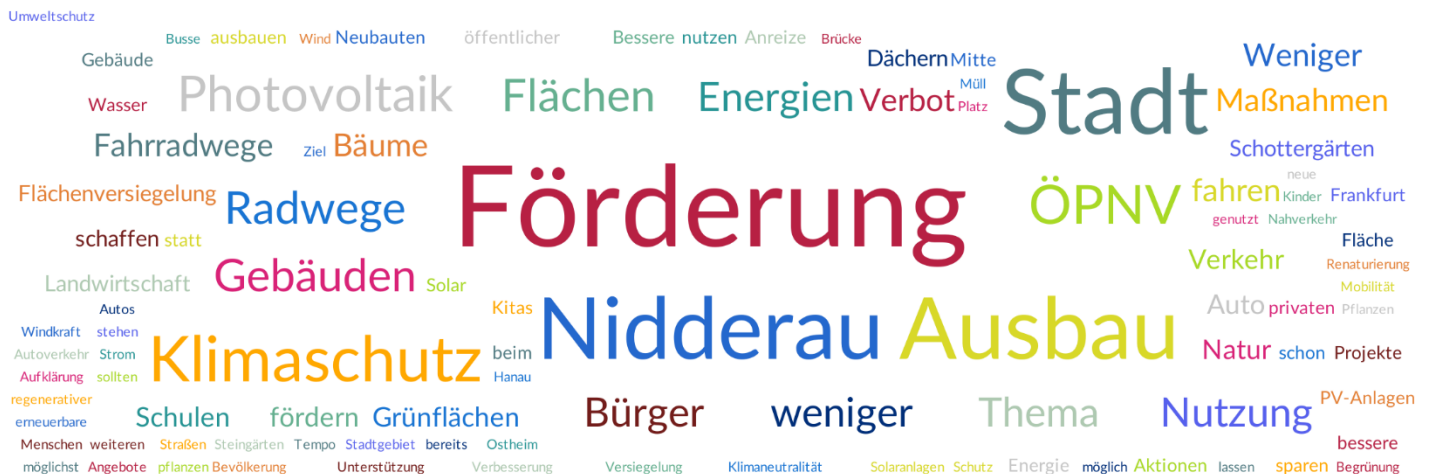 Umweltschutz
Busse ausbauen Wind Neubauten öffentlicher Bessere nutzen Anreize Brücke
Gebäude Dächern Mitte Weniger
Wasser Photovoltaik Flächen Energien Verbot Müll
Platz Stadt Maßnahmen
Fahrradwege Ziel Bäume Schottergärten
neue
Flächenversiegelung Radwege Förderung ÖPNV fahren Kinder Frankfurt
genutzt Nahverkehr
schaffen statt Fläche
Landwirtschaft Gebäuden Solar Verkehr Renaturierung
Mobilität
Autos Kitas Auto privaten Pflanzen
Windkraft stehen Nidderau Ausbau
Autoverkehr Strom Klimaschutz beim Natur schon Projekte
Aufklärung sollten Hanau
regenerativer PV-Anlagen
erneuerbare Schulen fördern Grünflächen Bürger weniger Thema Nutzung
Menschen weiteren Straßen Steingärten Tempo Stadtgebiet bereits Ostheim bessere
möglichst Angebote pflanzen Bevölkerung Unterstützung Verbesserung Versiegelung Klimaneutralität Solaranlagen Schutz Energie möglich Aktionen lassen sparen Begrünung